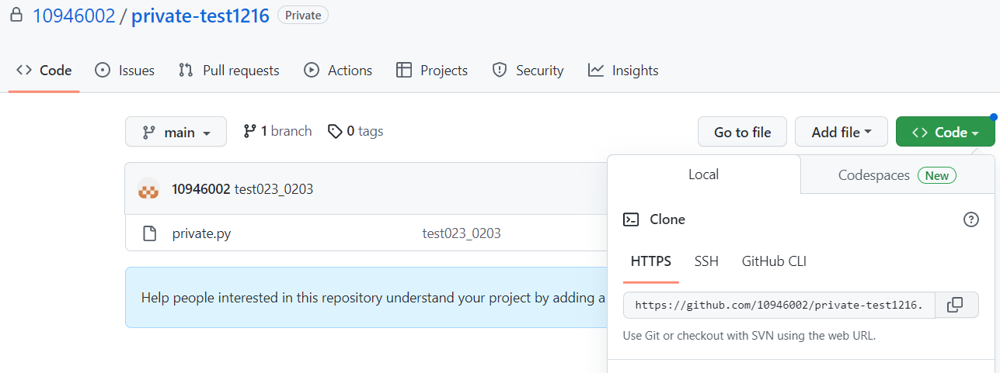 10946002 / private-test1216 Private
Code Issues Pull requests Actions Projects Security Insights
main 1 branch 0 tags Go to file Add file Code
Local Codespaces New
10946002 test023_0203
Clone
private.py test023_0203
HTTPS SSH GitHub CLI
Help people interested in this repository understand your project by adding a
https://github.com/10946002/private-test1216.
Use Git or checkout with SVN using the web URL.